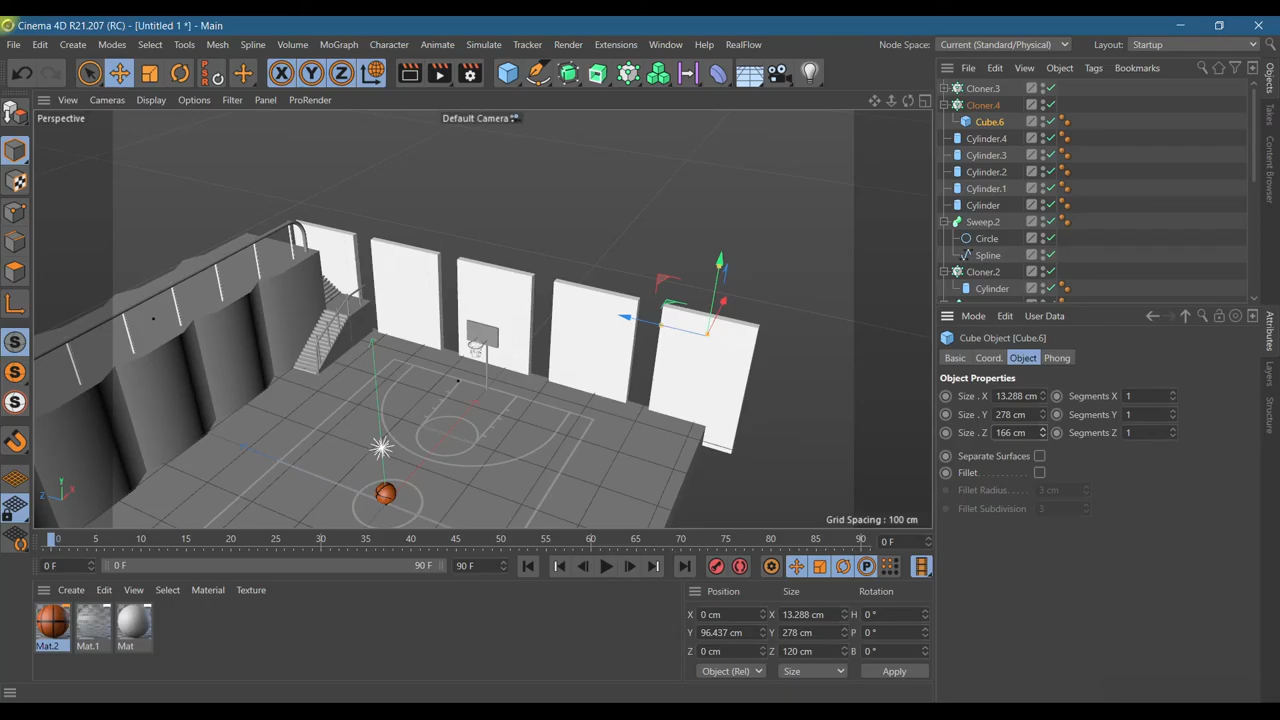 Cinema 4D R21.207 (RC) - [Untitled 1 *] - Main
File Edit Create Modes Select Tools Mesh Spline Volume MoGraph Character Animate Simulate Tracker Render Extensions Window Help RealFlow Node Space: Current (Standard/Physical) Layout: Startup
PSR X Y Z
File Edit View Object Tags Bookmarks
View Cameras Display Options Filter Panel ProRender
Perspective Default Camera
Cloner.3
Cloner.4
Cube.6
Cylinder.4
Cylinder.3
Cylinder.2
Cylinder.1
Cylinder
Sweep.2
Circle
Spline
Cloner.2
Cylinder
Objects
Takes
Content Browser
Mode Edit User Data
Cube Object [Cube.6]
Basic Coord. Object Phong
Object Properties
Size . X 13.288 cm Segments X 1
Size . Y 278 cm Segments Y 1
Size . Z 166 cm Segments Z 1
Separate Surfaces
Fillet
Fillet Radius 3 cm
Fillet Subdivision 3
Attributes
Layers
Structure
Y
Z X
Grid Spacing : 100 cm
0 5 10 15 20 25 30 35 40 45 50 55 60 65 70 75 80 85 90 0 F
0 F 0 F 90 F 90 F
P
Create Edit View Select Material Texture
Mat.2 Mat.1 Mat
Position Size Rotation
X 0 cm X 13.288 cm H 0 °
Y 96.437 cm Y 278 cm P 0 °
Z 0 cm Z 120 cm B 0 °
Object (Rel) Size Apply